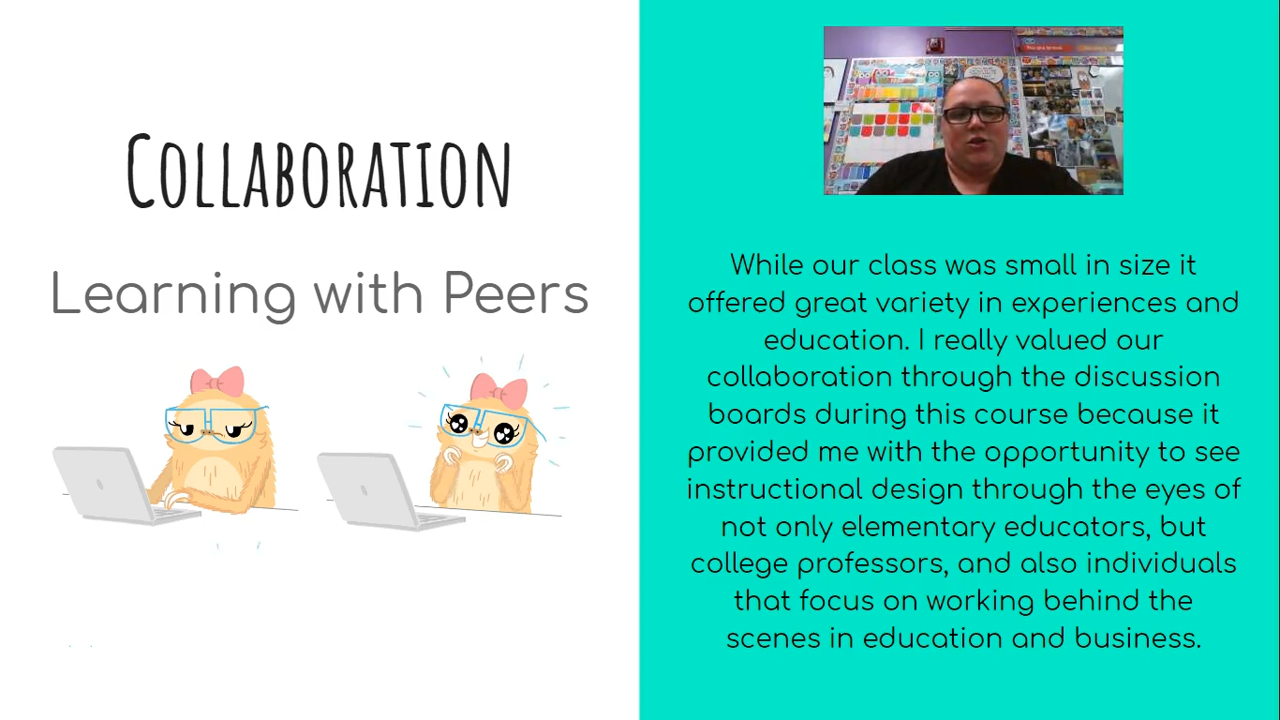 COLLABORATION
Learning with Peers
While our class was small in size it
offered great variety in experiences and
education. I really valued our
collaboration through the discussion
boards during this course because it
provided me with the opportunity to see
instructional design through the eyes of
not only elementary educators, but
college professors, and also individuals
that focus on working behind the
scenes in education and business.